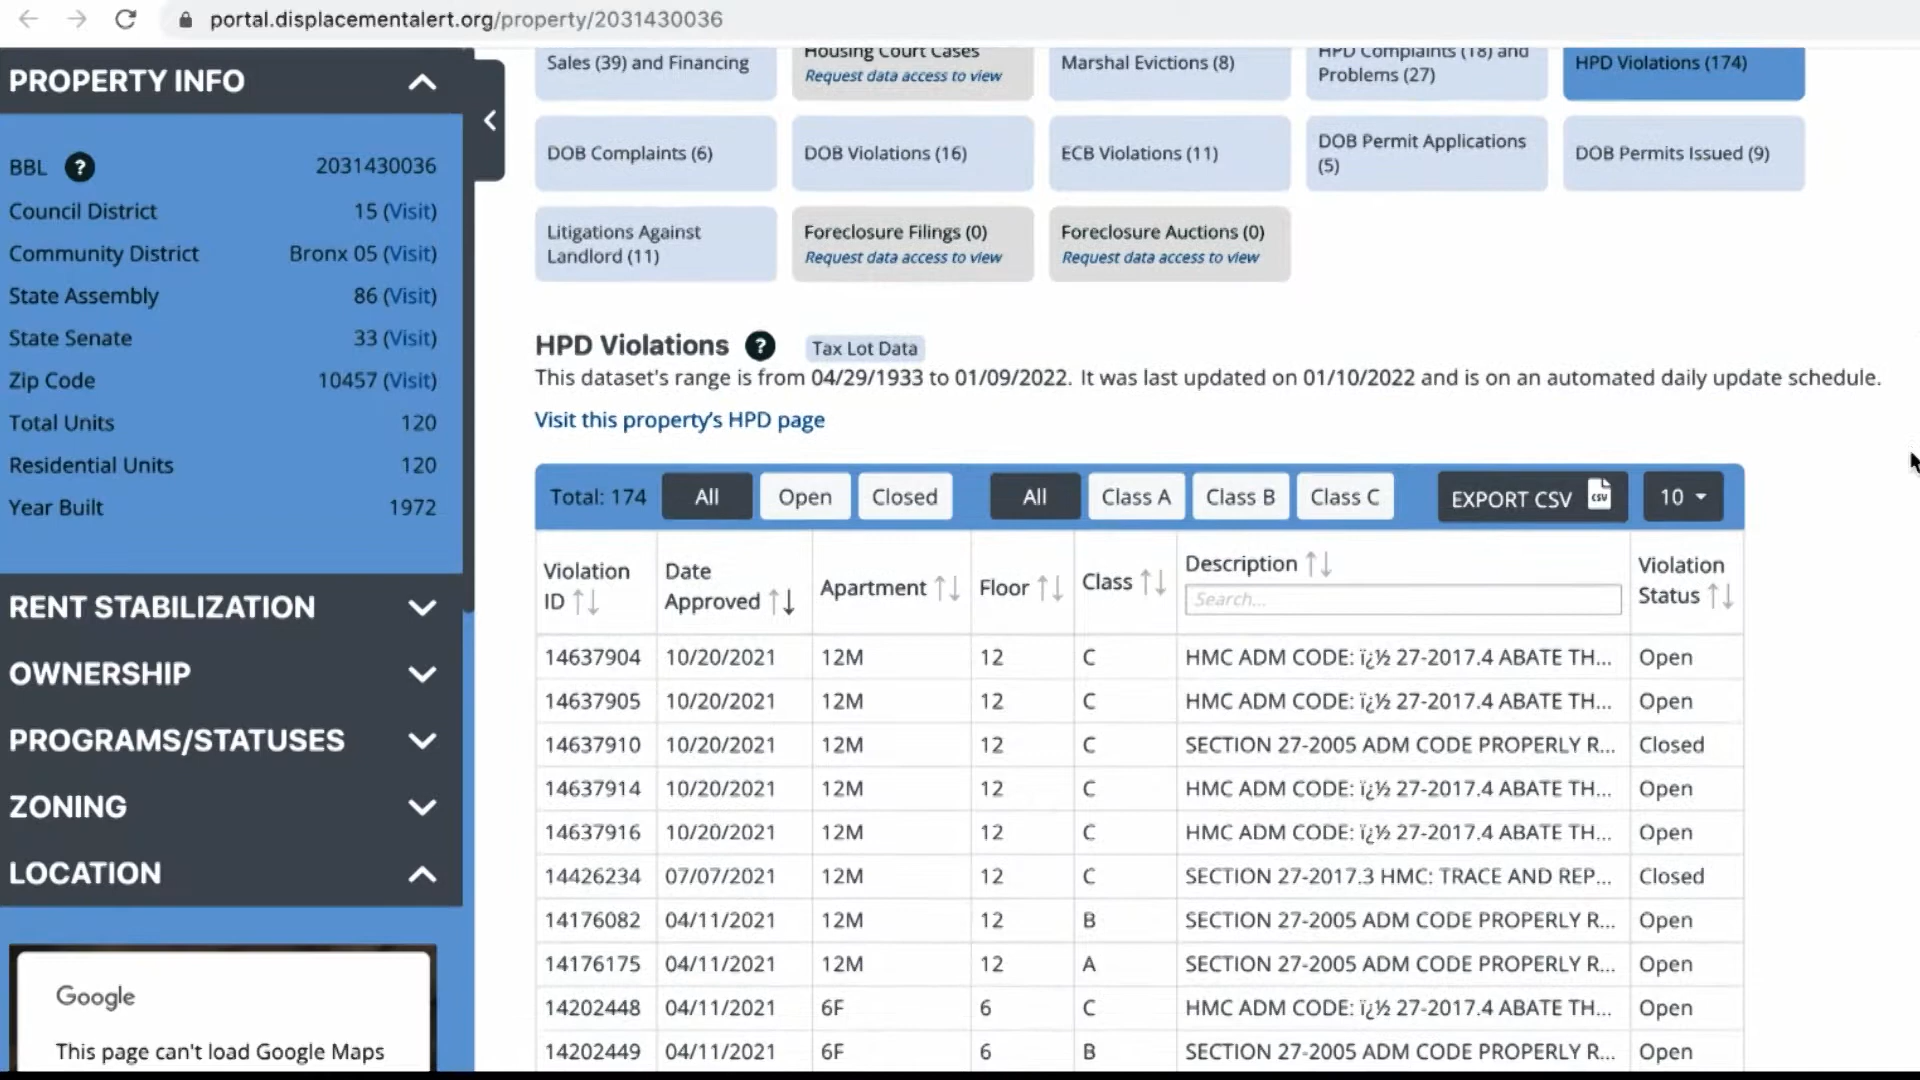 portal.displacementalert.org/property/2031430036
PROPERTY INFO
BBL ? 2031430036
Council District 15 (Visit)
Community District Bronx 05 (Visit)
State Assembly 86 (Visit)
State Senate 33 (Visit)
Zip Code 10457 (Visit)
Total Units 120
Residential Units 120
Year Built 1972
RENT STABILIZATION
OWNERSHIP
PROGRAMS/STATUSES
ZONING
LOCATION
Google
This page can't load Google Maps
Sales (39) and Financing
Housing Court Cases
Request data access to view
Marshal Evictions (8)
HPD Complaints (18) and
Problems (27)
HPD Violations (174)
DOB Complaints (6)
DOB Violations (16)
ECB Violations (11)
DOB Permit Applications
(5)
DOB Permits Issued (9)
Litigations Against
Landlord (11)
Foreclosure Filings (0)
Request data access to view
Foreclosure Auctions (0)
Request data access to view
HPD Violations ? Tax Lot Data
This dataset's range is from 04/29/1933 to 01/09/2022. It was last updated on 01/10/2022 and is on an automated daily update schedule.
Visit this property's HPD page
Total: 174 All Open Closed All Class A Class B Class C EXPORT CSV CSV 10
Violation
ID
Date
Approved
Apartment
Floor
Class
Description
Search...
Violation
Status
14637904 10/20/2021 12M 12 C HMC ADM CODE: ï¿½ 27-2017.4 ABATE TH... Open
14637905 10/20/2021 12M 12 C HMC ADM CODE: ï¿½ 27-2017.4 ABATE TH... Open
14637910 10/20/2021 12M 12 C SECTION 27-2005 ADM CODE PROPERLY R... Closed
14637914 10/20/2021 12M 12 C HMC ADM CODE: ï¿½ 27-2017.4 ABATE TH... Open
14637916 10/20/2021 12M 12 C HMC ADM CODE: ï¿½ 27-2017.4 ABATE TH... Open
14426234 07/07/2021 12M 12 C SECTION 27-2017.3 HMC: TRACE AND REP... Closed
14176082 04/11/2021 12M 12 B SECTION 27-2005 ADM CODE PROPERLY R... Open
14176175 04/11/2021 12M 12 A SECTION 27-2005 ADM CODE PROPERLY R... Open
14202448 04/11/2021 6F 6 C HMC ADM CODE: ï¿½ 27-2017.4 ABATE TH... Open
14202449 04/11/2021 6F 6 B SECTION 27-2005 ADM CODE PROPERLY R... Open